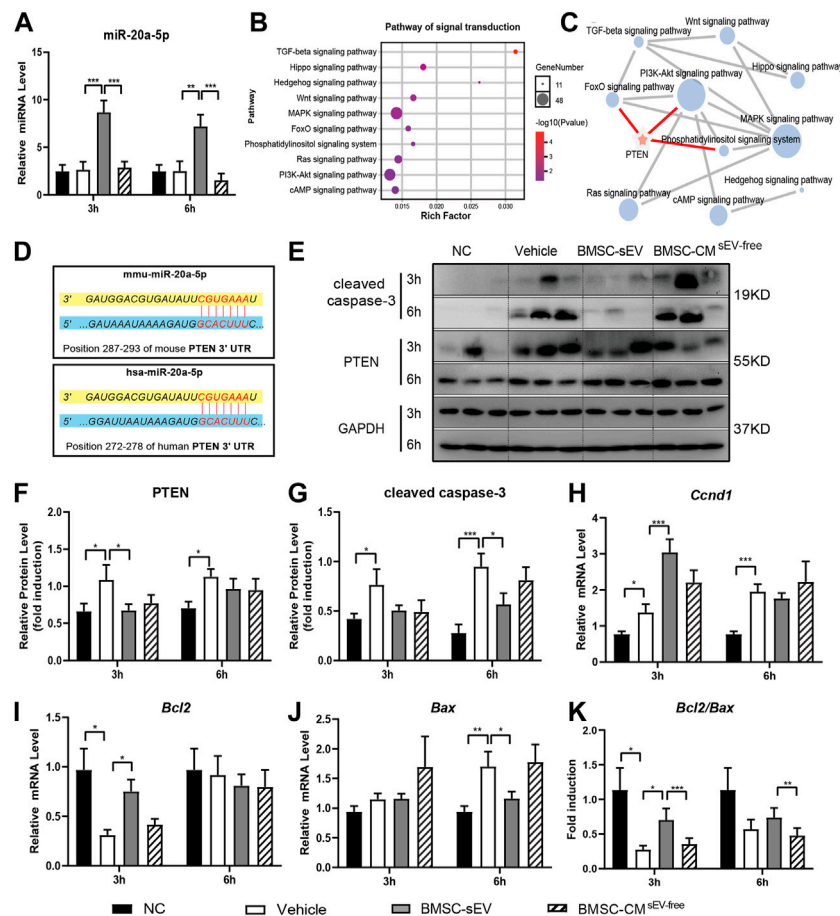 A
miR-20a-5p
Relative miRNA Level
15
10
5
0
*** ***
** ***
3h 6h
B
Pathway of signal transduction
Pathway
TGF-beta signaling pathway
Hippo signaling pathway
Hedgehog signaling pathway
Wnt signaling pathway
MAPK signaling pathway
FoxO signaling pathway
Phosphatidylinositol signaling system
Ras signaling pathway
PI3K-Akt signaling pathway
cAMP signaling pathway
0.015 0.020 0.025 0.030
Rich Factor
GeneNumber
11
48
-log10(Pvalue)
4
3
2
1
C
Wnt signaling pathway
TGF-beta signaling pathway
Hippo signaling pathway
PI3K-Akt signaling pathway
FoxO signaling pathway
MAPK signaling pathway
Phosphatidylinositol signaling system
PTEN
Hedgehog signaling pathway
Ras signaling pathway
cAMP signaling pathway
D
mmu-miR-20a-5p
3' GAUGGACGUGAUAUUCGUGAAAU
5' ...GAUAAAUAAAAGAUGGCACUUUC...
Position 287-293 of mouse PTEN 3' UTR
hsa-miR-20a-5p
3' GAUGGACGUGAUAUUCGUGAAAU
5' ...GGAUUAAUAAAGAUGGCACUUUC...
Position 272-278 of human PTEN 3' UTR
E
NC Vehicle BMSC-sEV BMSC-CM sEV-free
cleaved caspase-3
3h
6h
19KD
PTEN
3h
6h
55KD
GAPDH
3h
6h
37KD
F
PTEN
Relative Protein Level
(fold induction)
2.0
1.5
1.0
0.5
0.0
* *
*
3h 6h
G
cleaved caspase-3
Relative Protein Level
(fold induction)
1.5
1.0
0.5
0.0
*
*** *
3h 6h
H
Ccnd1
Relative mRNA Level
4
3
2
1
0
* ***
***
3h 6h
I
Bcl2
Relative mRNA Level
1.5
1.0
0.5
0.0
* *
3h 6h
J
Bax
Relative mRNA Level
2.5
2.0
1.5
1.0
0.5
0.0
** *
3h 6h
K
Bcl2/Bax
Fold induction
2.0
1.5
1.0
0.5
0.0
* * ***
**
3h 6h
NC Vehicle BMSC-sEV BMSC-CM sEV-free